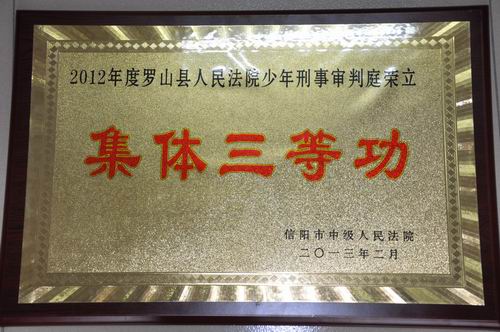 2012年度罗山县人民法院少年刑事审判庭荣立
集体三等功
信阳市中级人民法院
二〇一三年二月